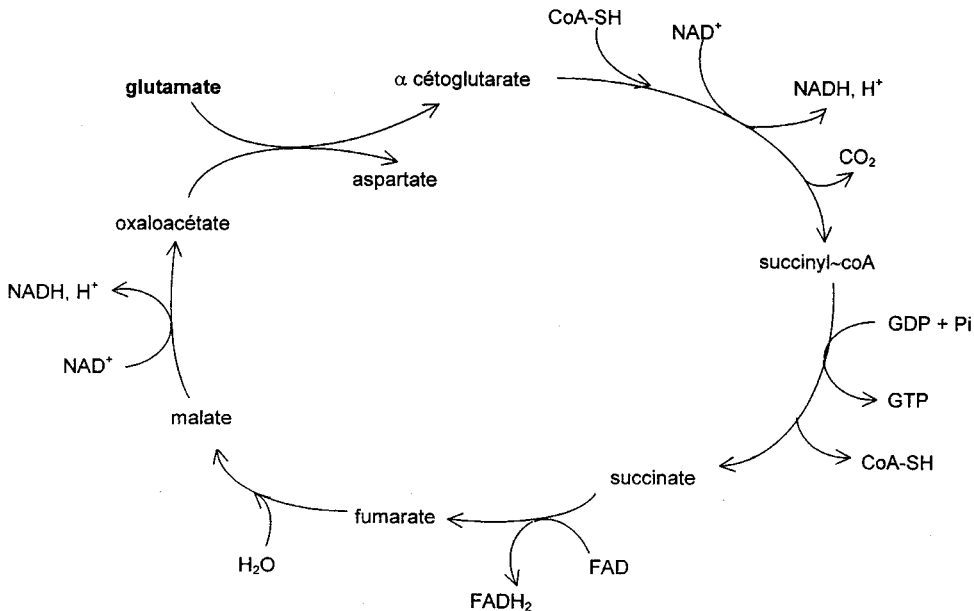 CoA-SH
NAD⁺
glutamate
α cétoglutarate
NADH, H⁺
CO₂
aspartate
oxaloacétate
succinyl~coA
NADH, H⁺
GDP + Pi
NAD⁺
GTP
malate
CoA-SH
succinate
fumarate
H₂O
FAD
FADH₂